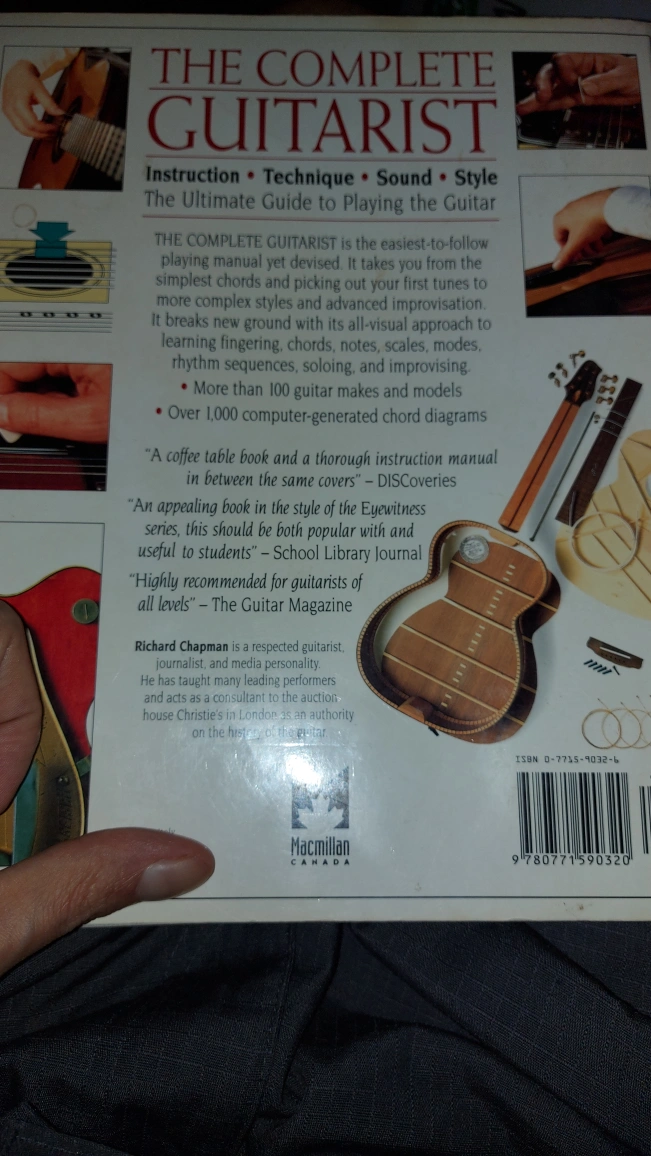 THE COMPLETE
GUITARIST
Instruction • Technique • Sound • Style
The Ultimate Guide to Playing the Guitar
THE COMPLETE GUITARIST is the easiest-to-follow
playing manual yet devised. It takes you from the
simplest chords and picking out your first tunes to
more complex styles and advanced improvisation.
It breaks new ground with its all-visual approach to
learning fingering, chords, notes, scales, modes,
rhythm sequences, soloing, and improvising.
• More than 100 guitar makes and models
• Over 1,000 computer-generated chord diagrams
"A coffee table book and a thorough instruction manual
in between the same covers" – DISCoveries
"An appealing book in the style of the Eyewitness
series, this should be both popular with and
useful to students" – School Library Journal
"Highly recommended for guitarists of
all levels" – The Guitar Magazine
Richard Chapman is a respected guitarist,
journalist, and media personality.
He has taught many leading performers
and acts as a consultant to the auction
house Christie's in London as an authority
on the history of the guitar.
ISBN 0-7715-9032-6
9 780771 590320
Macmillan
CANADA